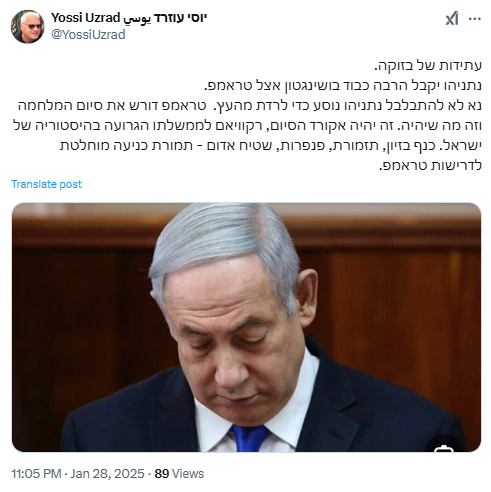 Yossi Uzrad يوسي יוסי עוזרד
@YossiUzrad
עתידות של בזוקה.
נתניהו יקבל הרבה כבוד בושינגטון אצל טראמפ.
נא לא להתבלבל נתניהו נוסע כדי לרדת מהעץ. טראמפ דורש את סיום המלחמה
וזה מה שיהיה. זה יהיה אקורד הסיום, רקוויאם לממשלתו הגרועה בהיסטוריה של
ישראל. כנף בזיון, תזמורת, פנפרות, שטיח אדום - תמורת כניעה מוחלטת
לדרישות טראמפ.
Translate post
11:05 PM · Jan 28, 2025 · 89 Views